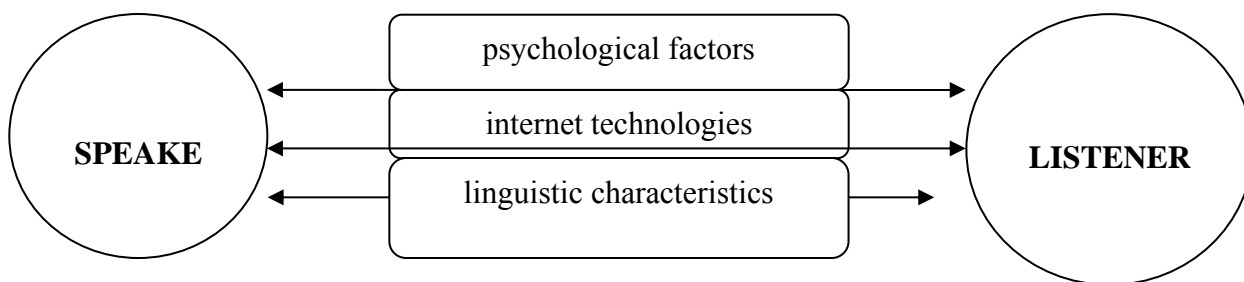 psychological factors
internet technologies
SPEAKE
LISTENER
linguistic characteristics